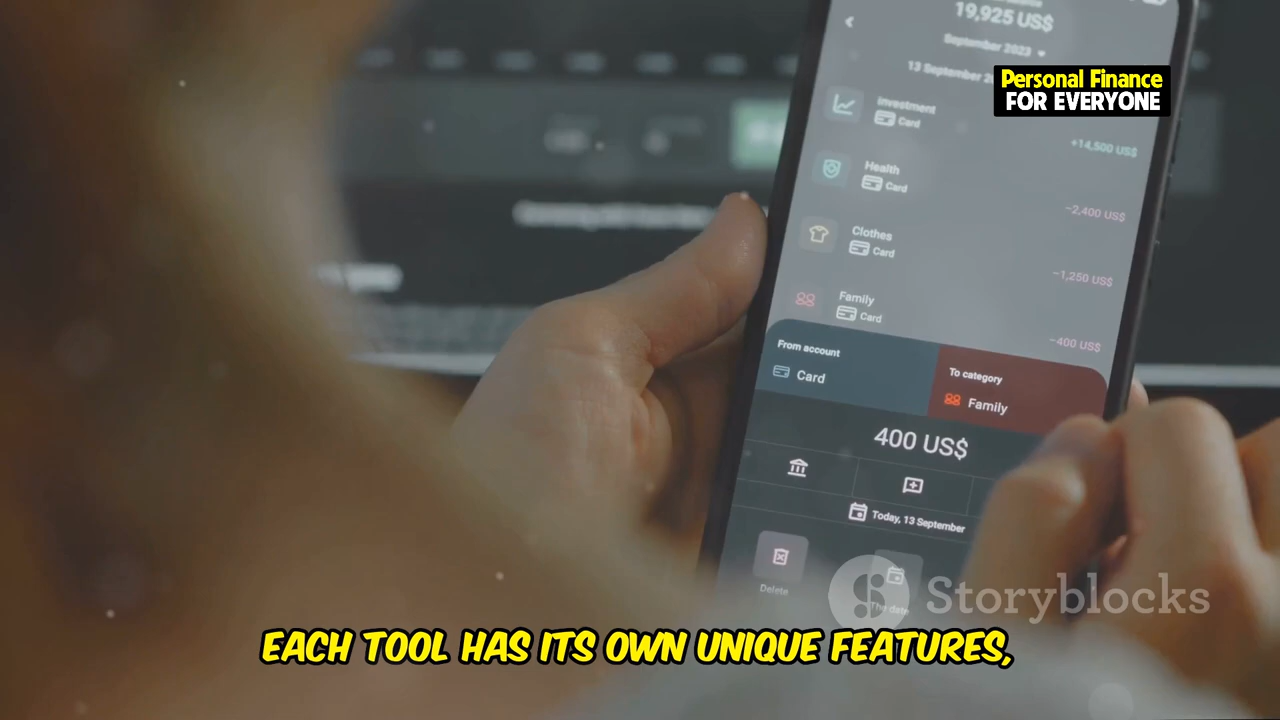 19,925 US$
September 2023
13 September
Personal Finance
FOR EVERYONE
Investment
Card
+14,500 US$
Health
Card
-2,400 US$
Clothes
Card
-1,250 US$
Family
Card
-400 US$
From account
Card
To category
Family
400 US$
Today, 13 September
Delete
The date
Storyblocks
EACH TOOL HAS ITS OWN UNIQUE FEATURES,